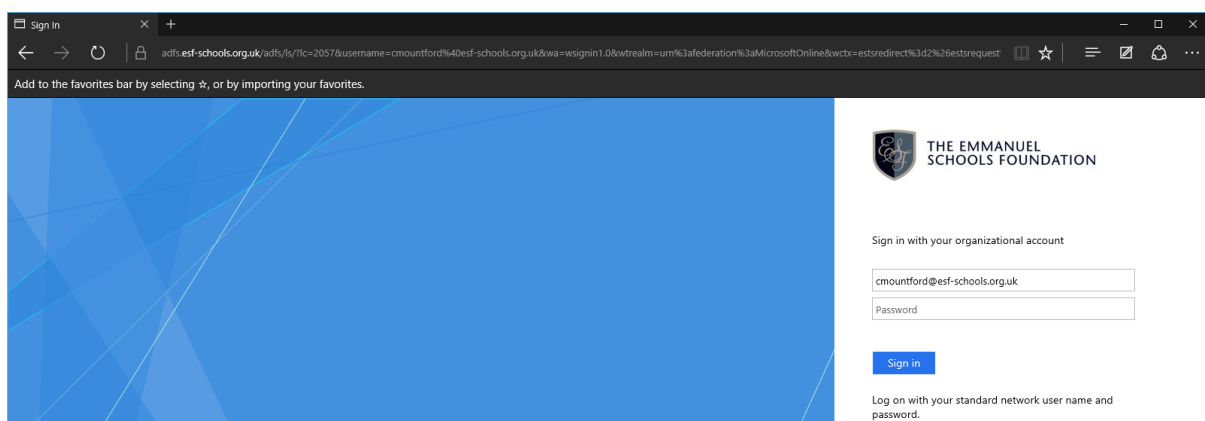 Sign In
adfs.esf-schools.org.uk/adfs/ls/?lc=2057&username=cmountford%40esf-schools.org.uk&wa=wsignin1.0&wtrealm=urn%3afederation%3aMicrosoftOnline&wctx=estsredirect%3d2%26estsrequest
Add to the favorites bar by selecting ☆, or by importing your favorites.
ESF
THE EMMANUEL
SCHOOLS FOUNDATION
Sign in with your organizational account
cmountford@esf-schools.org.uk
Password
Sign in
Log on with your standard network user name and
password.